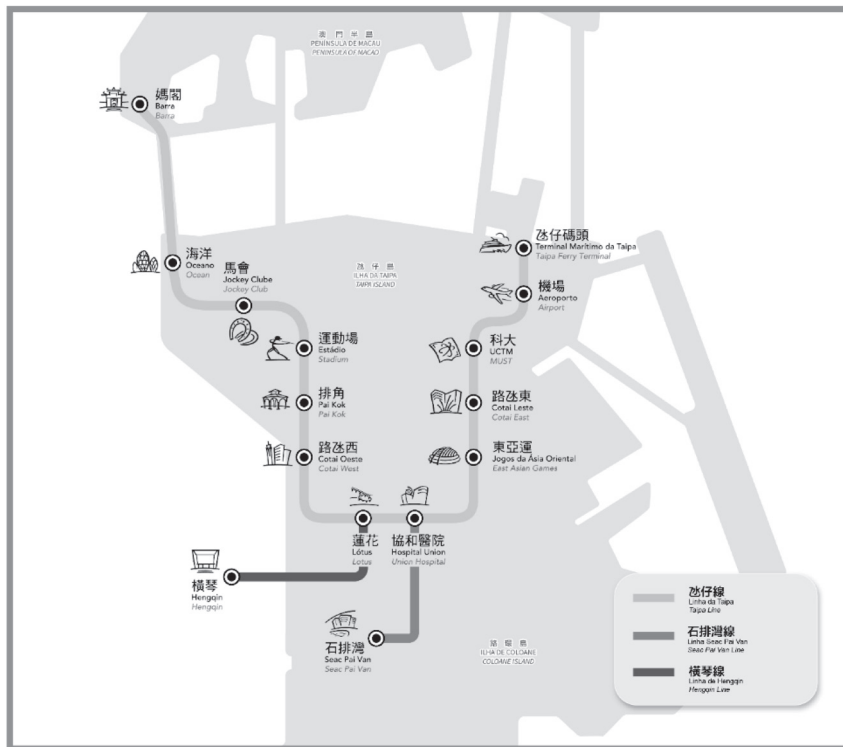 澳門半島
PENÍNSULA DE MACAU
PENINSULA DE MACAO
媽閣
Barra
Barra
海洋
Oceano
Ocean
馬會
Jockey Clube
Jockey Club
氹仔島
ILHA DA TAIPA
TAIPA ISLAND
氹仔碼頭
Terminal Marítimo da Taipa
Taipa Ferry Terminal
機場
Aeroporto
Airport
運動場
Estádio
Stadium
科大
UCTM
MUST
排角
Pai Kok
Pai Kok
路氹東
Cotai Leste
Cotai East
路氹西
Cotai Oeste
Cotai West
東亞運
Jogos da Ásia Oriental
East Asian Games
蓮花
Lótus
Lotus
協和醫院
Hospital Union
Union Hospital
橫琴
Hengqin
Hengqin
石排灣
Seac Pai Van
Seac Pai Van
路環島
ILHA DE COLOANE
COLOANE ISLAND
氹仔線
Linha da Taipa
Taipa Line
石排灣線
Linha Seac Pai Van
Seac Pai Van Line
橫琴線
Linha de Hengqin
Hengqin Line